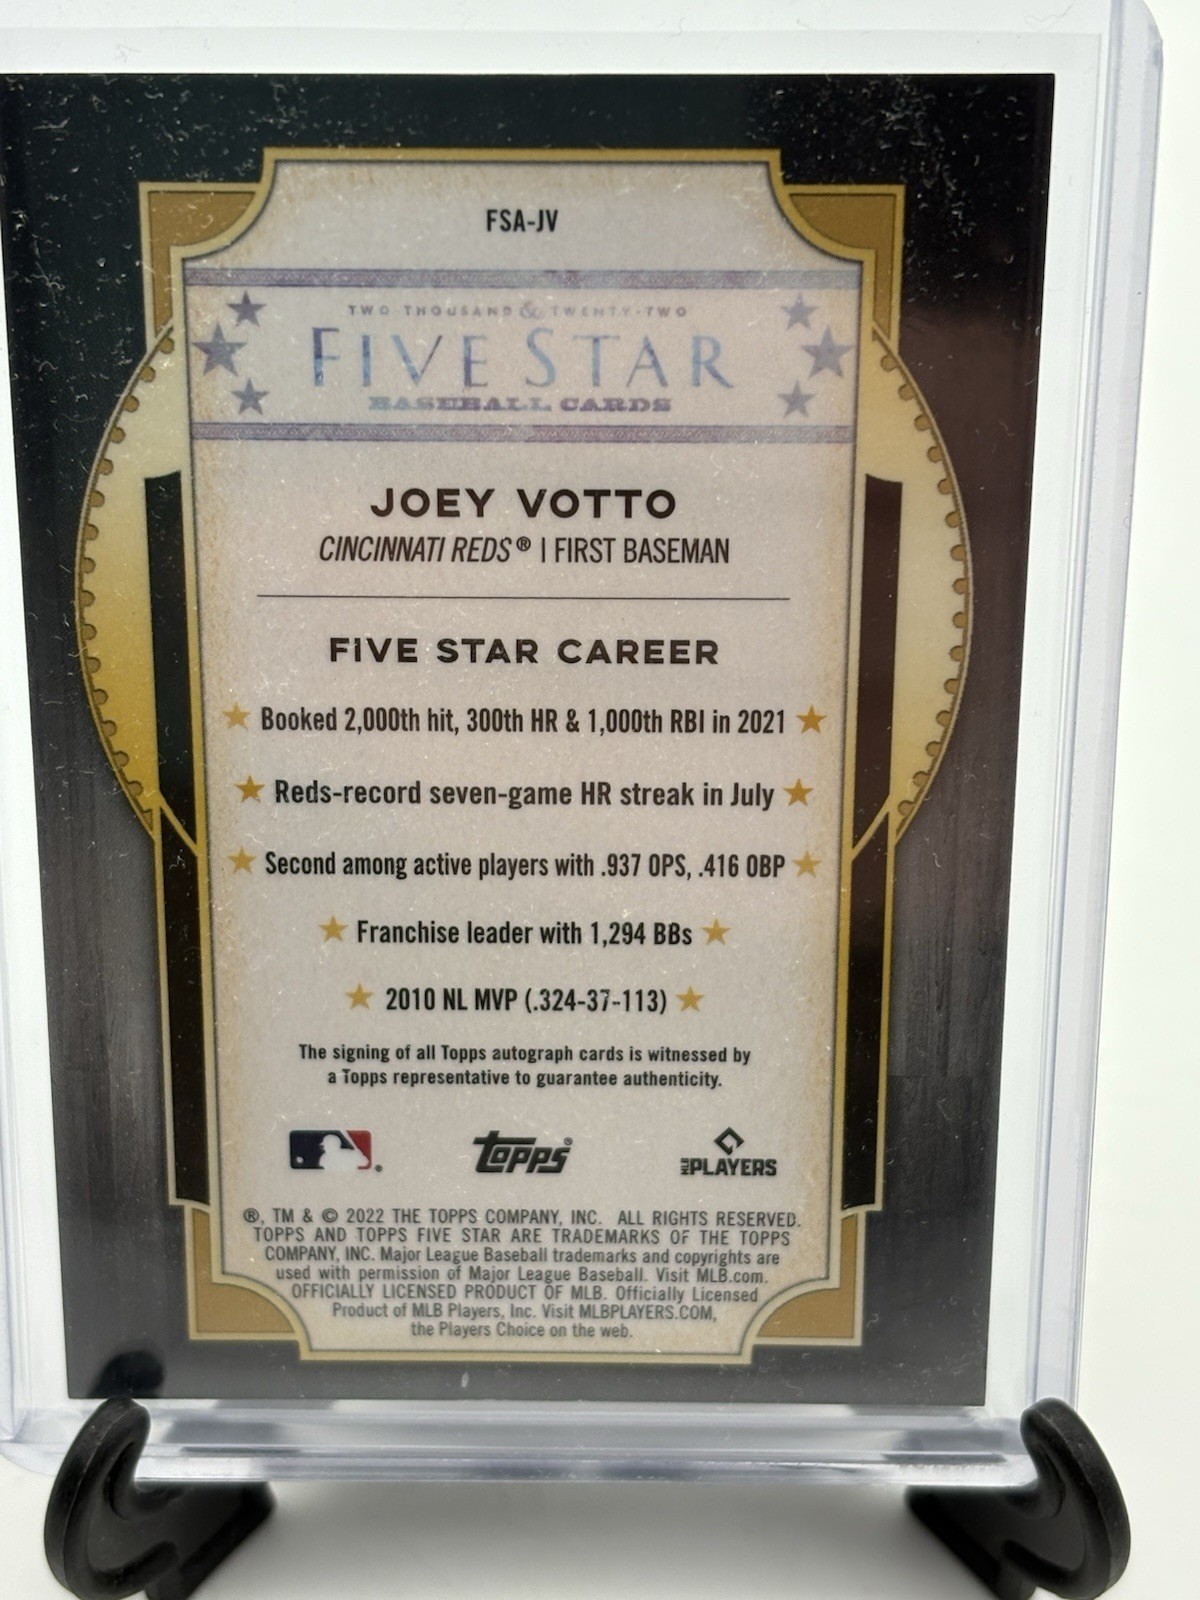 FSA-JV
TWO THOUSAND & TWENTY-TWO
FIVE STAR
BASEBALL CARDS
JOEY VOTTO
CINCINNATI REDS® | FIRST BASEMAN
FIVE STAR CAREER
★ Booked 2,000th hit, 300th HR & 1,000th RBI in 2021 ★
★ Reds-record seven-game HR streak in July ★
★ Second among active players with .937 OPS, .416 OBP ★
★ Franchise leader with 1,294 BBs ★
★ 2010 NL MVP (.324-37-113) ★
The signing of all Topps autograph cards is witnessed by
a Topps representative to guarantee authenticity.
® Topps® MLB PLAYERS
®, TM & © 2022 THE TOPPS COMPANY, INC. ALL RIGHTS RESERVED.
TOPPS AND TOPPS FIVE STAR ARE TRADEMARKS OF THE TOPPS
COMPANY, INC. Major League Baseball trademarks and copyrights are
used with permission of Major League Baseball. Visit MLB.com.
OFFICIALLY LICENSED PRODUCT OF MLB. Officially Licensed
Product of MLB Players, Inc. Visit MLBPLAYERS.COM,
the Players Choice on the web.